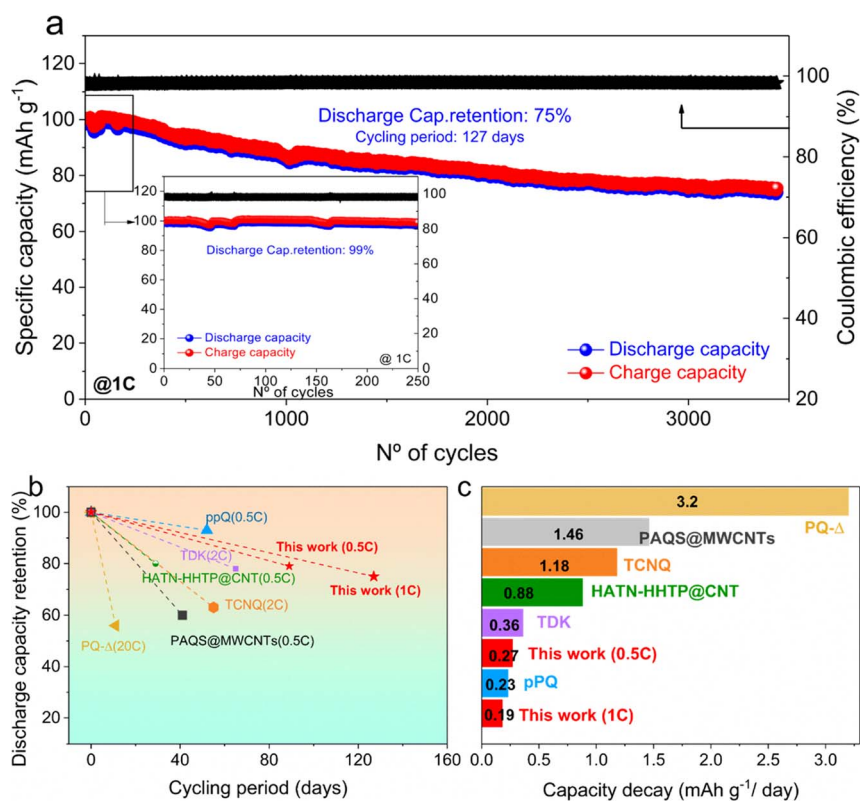 a
120
100
80
60
40
20
0
Specific capacity (mAh g⁻¹)
100
80
60
40
20
Coulombic efficiency (%)
Discharge Cap.retention: 75%
Cycling period: 127 days
120
100
80
60
40
20
0
100
80
60
40
20
0
Discharge Cap.retention: 99%
Discharge capacity
Charge capacity
@ 1C
0 50 100 150 200 250
Nº of cycles
@1C
Discharge capacity
Charge capacity
0 1000 2000 3000
Nº of cycles
b
Discharge capacity retention (%)
100
80
60
40
20
ppQ(0.5C)
This work (0.5C)
TDK(2C)
HATN-HHTP@CNT(0.5C)
This work (1C)
TCNQ(2C)
PAQS@MWCNTs(0.5C)
PQ-Δ(20C)
0 40 80 120 160
Cycling period (days)
c
3.2
PQ-Δ
1.46
PAQS@MWCNTs
1.18
TCNQ
0.88
HATN-HHTP@CNT
0.36
TDK
0.27
This work (0.5C)
0.23
pPQ
0.19
This work (1C)
0.0 0.5 1.0 1.5 2.0 2.5 3.0
Capacity decay (mAh g⁻¹/ day)